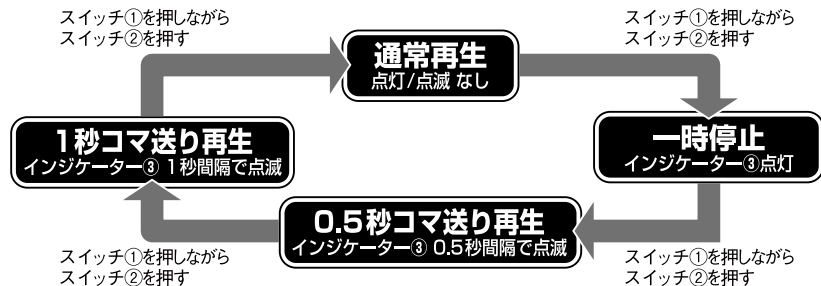 スイッチ①を押しながら
スイッチ②を押す
スイッチ①を押しながら
スイッチ②を押す
通常再生
点灯/点滅 なし
1秒コマ送り再生
インジケーター③ 1秒間隔で点滅
一時停止
インジケーター③点灯
0.5秒コマ送り再生
インジケーター③ 0.5秒間隔で点滅
スイッチ①を押しながら
スイッチ②を押す
スイッチ①を押しながら
スイッチ②を押す